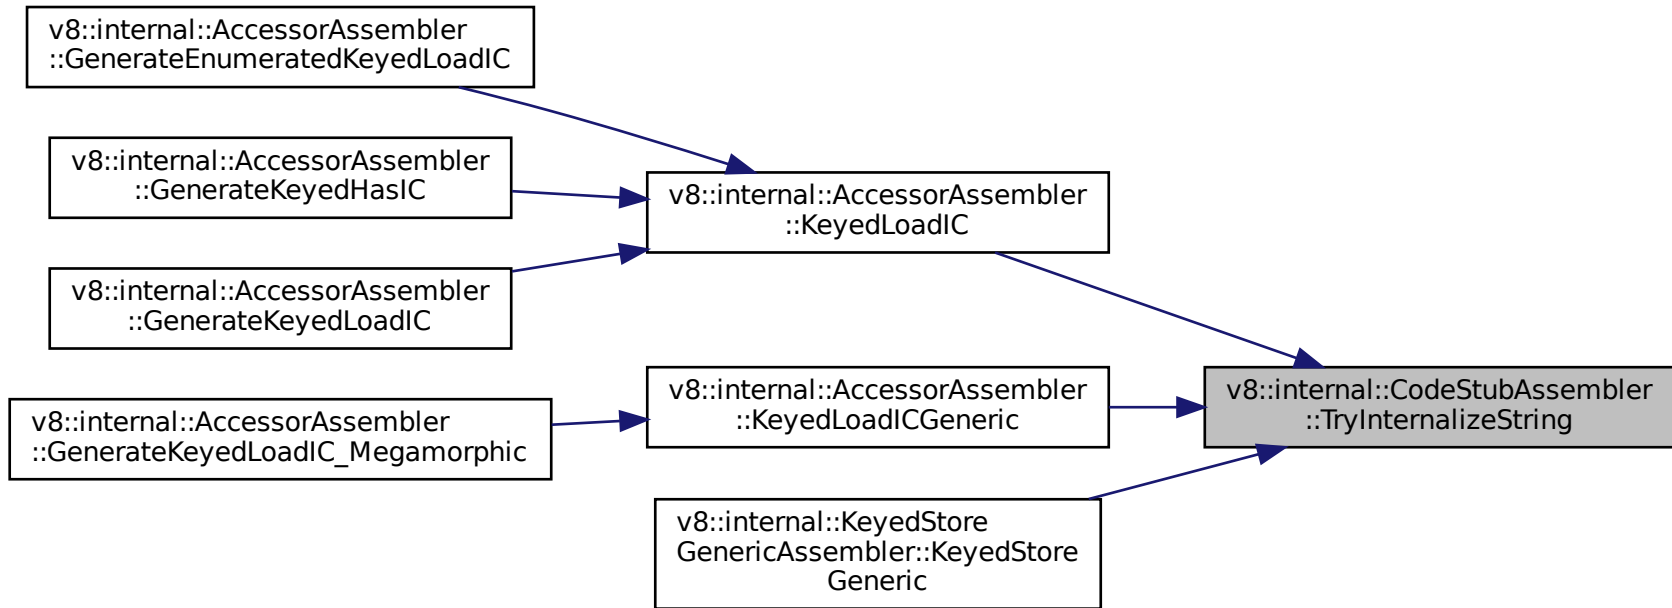 v8::internal::AccessorAssembler
::GenerateEnumeratedKeyedLoadIC
v8::internal::AccessorAssembler
::GenerateKeyedHasIC
v8::internal::AccessorAssembler
::KeyedLoadIC
v8::internal::AccessorAssembler
::GenerateKeyedLoadIC
v8::internal::AccessorAssembler
::KeyedLoadICGeneric
v8::internal::CodeStubAssembler
::TryInternalizeString
v8::internal::AccessorAssembler
::GenerateKeyedLoadIC_Megamorphic
v8::internal::KeyedStore
GenericAssembler::KeyedStore
Generic